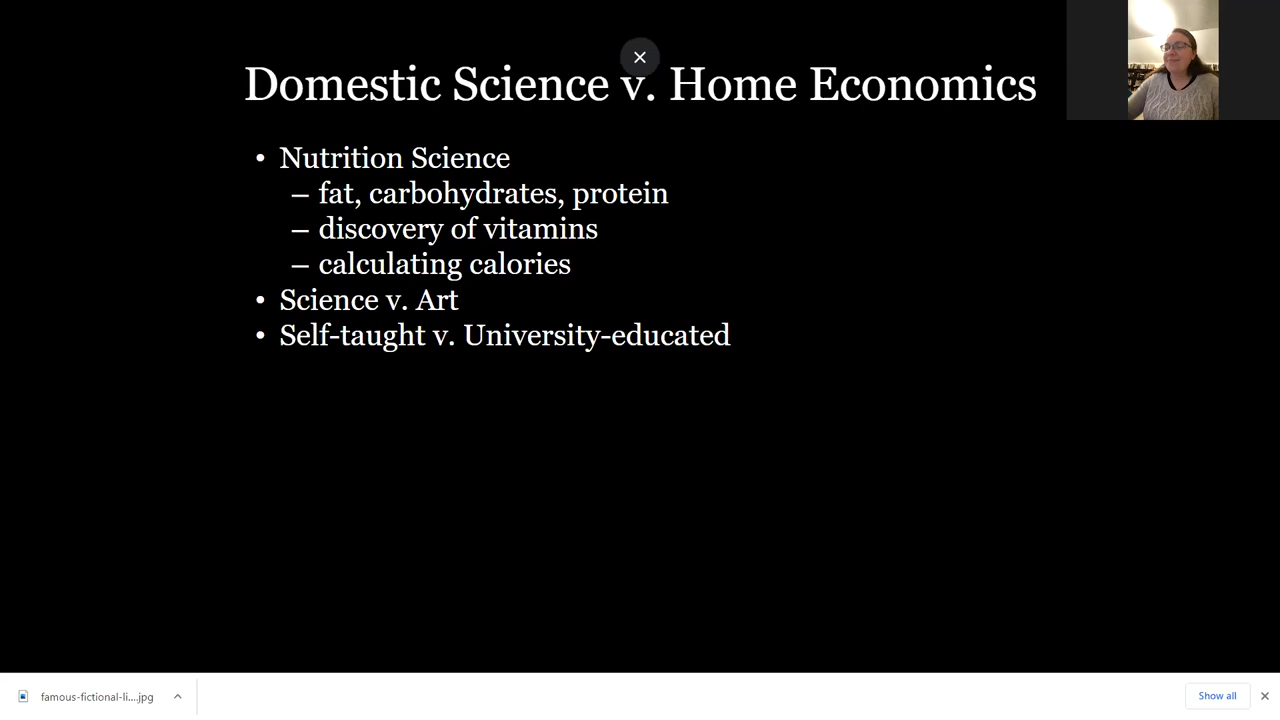 Domestic Science v. Home Economics
• Nutrition Science
– fat, carbohydrates, protein
– discovery of vitamins
– calculating calories
• Science v. Art
• Self-taught v. University-educated
famous-fictional-li....jpg
Show all